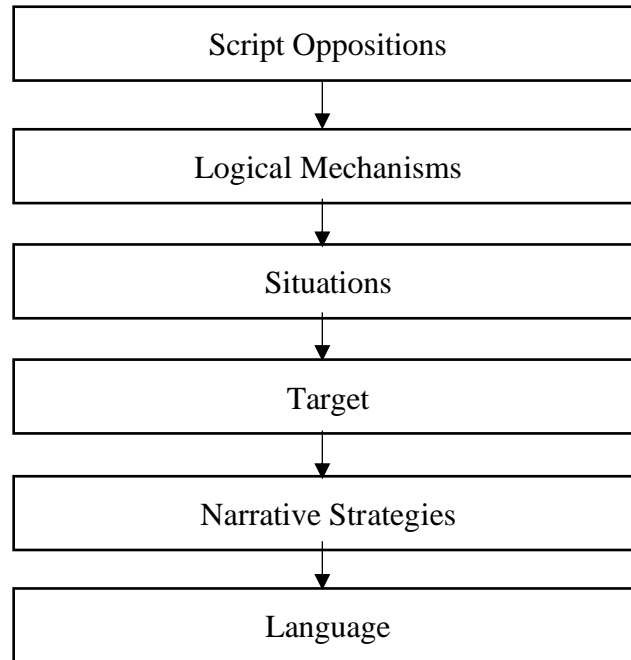 Script Oppositions
Logical Mechanisms
Situations
Target
Narrative Strategies
Language